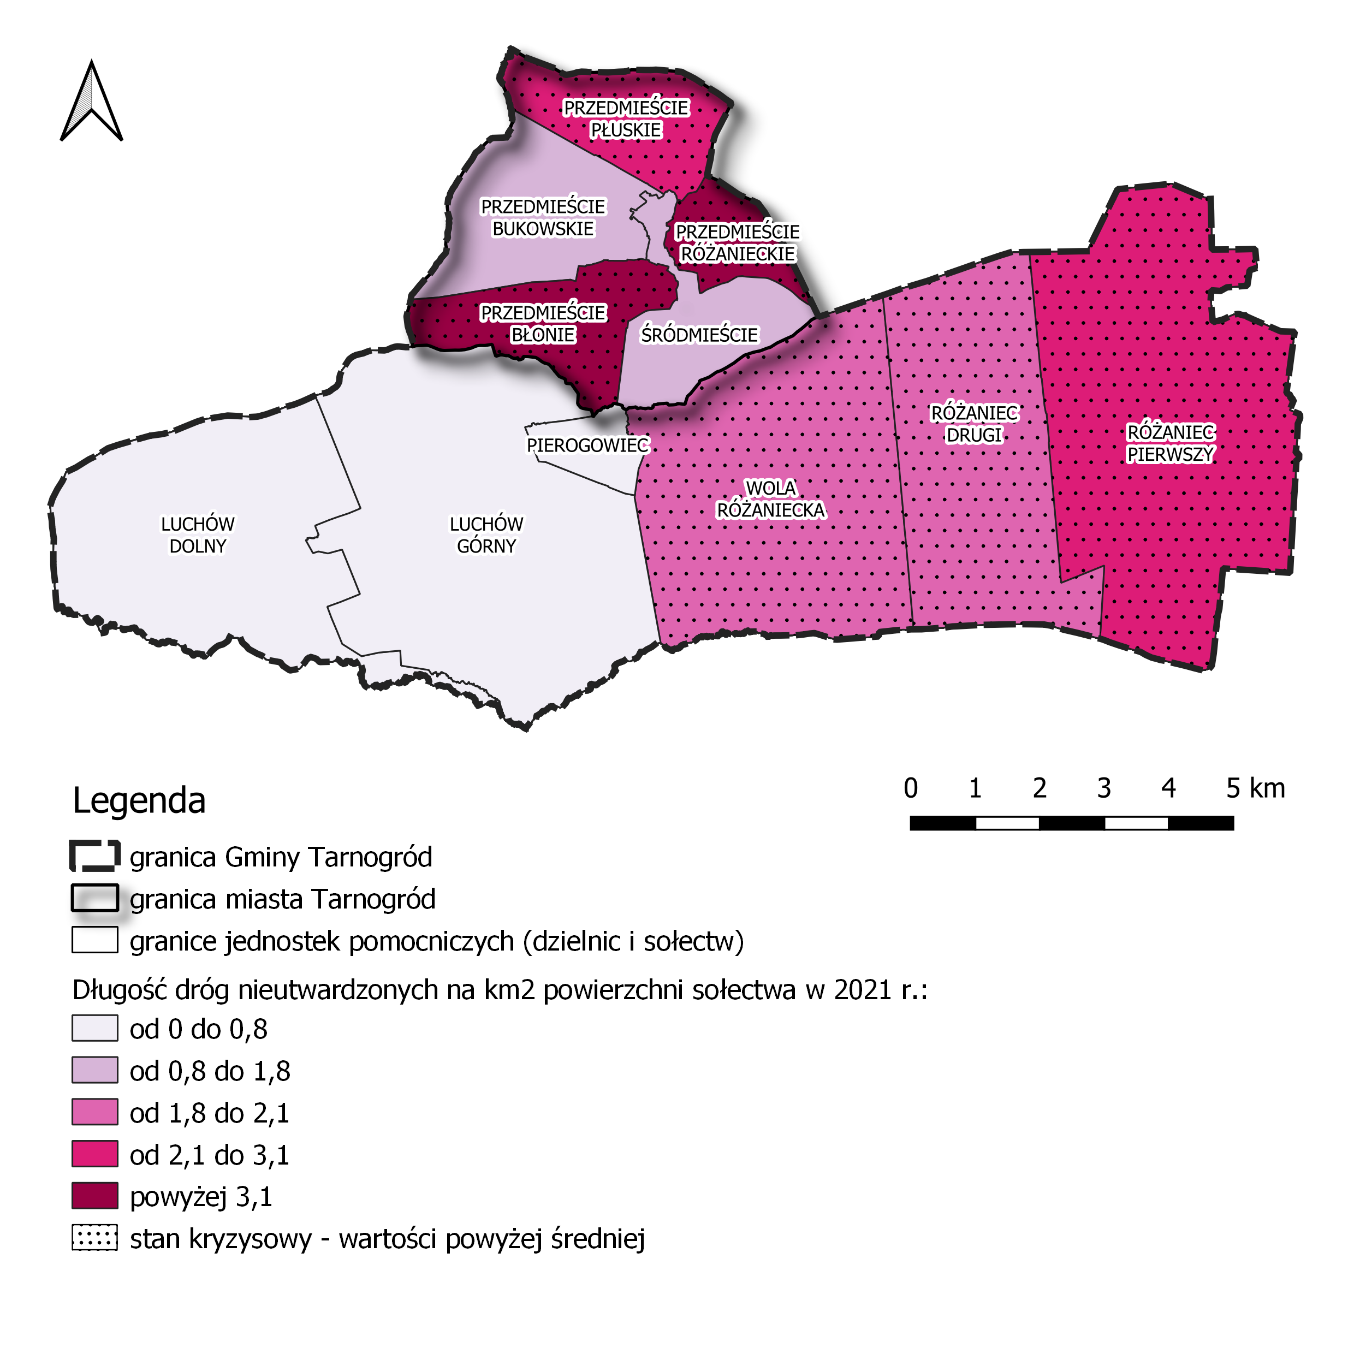 PRZEDMIEŚCIE
PŁUSKIE
PRZEDMIEŚCIE
BUKOWSKIE
PRZEDMIEŚCIE
RÓŻANIECKIE
PRZEDMIEŚCIE
BŁONIE
ŚRÓDMIEŚCIE
PIEROGOWIEC
RÓŻANIEC
DRUGI
RÓŻANIEC
PIERWSZY
WOLA
RÓŻANIECKA
LUCHÓW
DOLNY
LUCHÓW
GÓRNY
0 1 2 3 4 5 km
Legenda
granica Gminy Tarnogród
granica miasta Tarnogród
granice jednostek pomocniczych (dzielnic i sołectw)
Długość dróg nieutwardzonych na km2 powierzchni sołectwa w 2021 r.:
od 0 do 0,8
od 0,8 do 1,8
od 1,8 do 2,1
od 2,1 do 3,1
powyżej 3,1
stan kryzysowy - wartości powyżej średniej